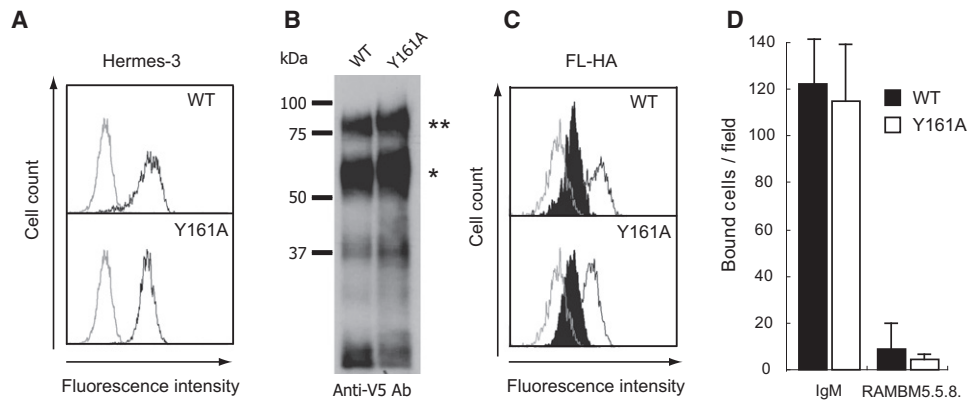 A
Hermes-3
WT
Y161A
Cell count
Fluorescence intensity
B
kDa
WT
Y161A
100
75
50
37
**
*
Anti-V5 Ab
C
FL-HA
WT
Y161A
Cell count
Fluorescence intensity
D
Bound cells / field
140
120
100
80
60
40
20
0
WT
Y161A
IgM
RAMBM5.5.8.